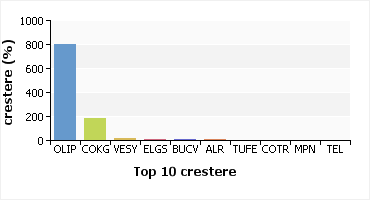 1000
800
600
400
200
0
crestere (%)
OLIP COKG VESY ELGS BUCV ALR TUFE COTR MPN TEL
Top 10 crestere